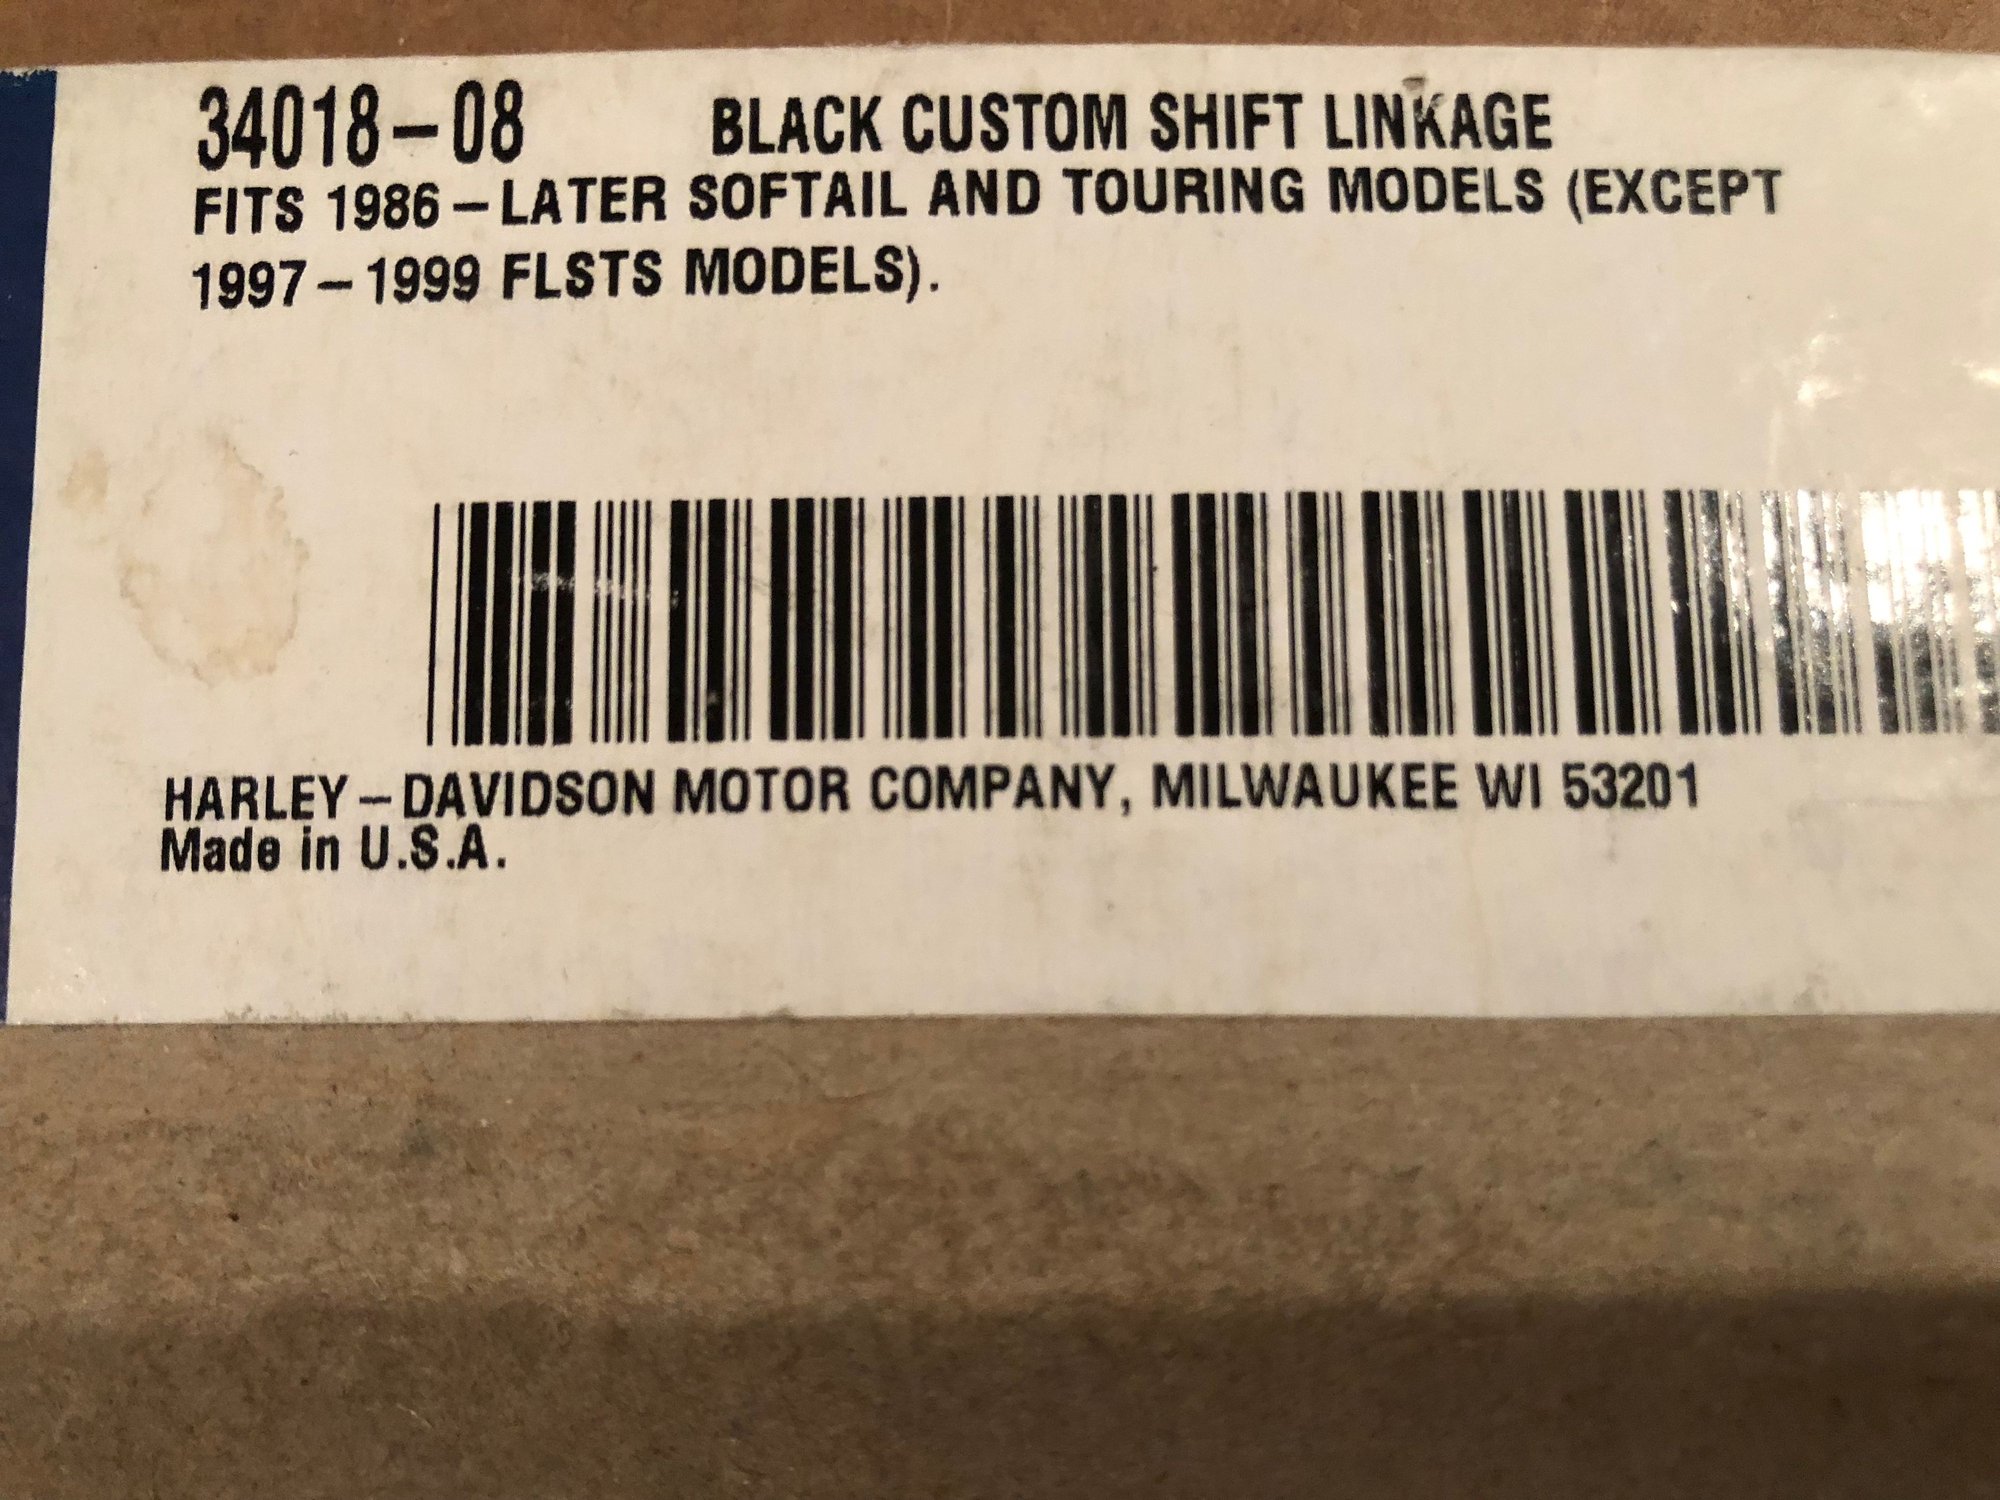 34018-08 BLACK CUSTOM SHIFT LINKAGE
FITS 1986-LATER SOFTAIL AND TOURING MODELS (EXCEPT
1997-1999 FLSTS MODELS).
HARLEY-DAVIDSON MOTOR COMPANY, MILWAUKEE WI 53201
Made in U.S.A.